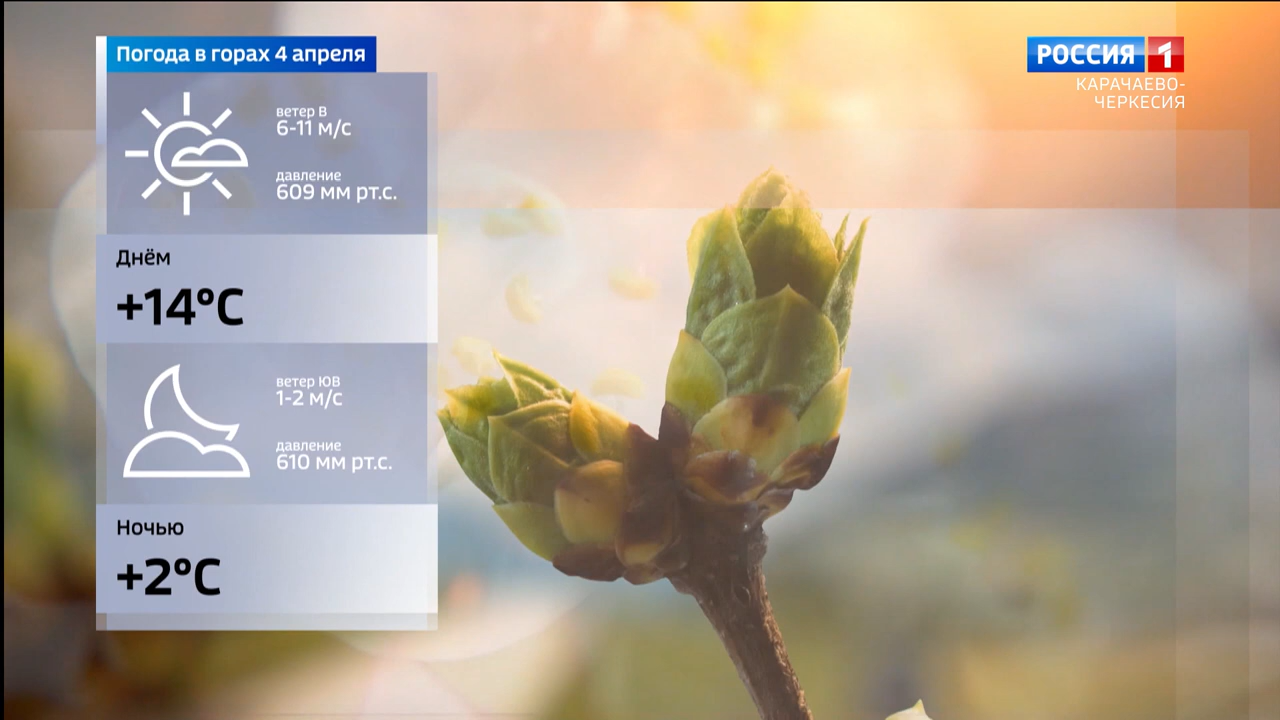 Погода в горах 4 апреля
РОССИЯ 1
КАРАЧАЕВО-
ЧЕРКЕСИЯ
ветер В
6-11 м/с
давление
609 мм рт.с.
Днём
+14°C
ветер ЮВ
1-2 м/с
давление
610 мм рт.с.
Ночью
+2°C